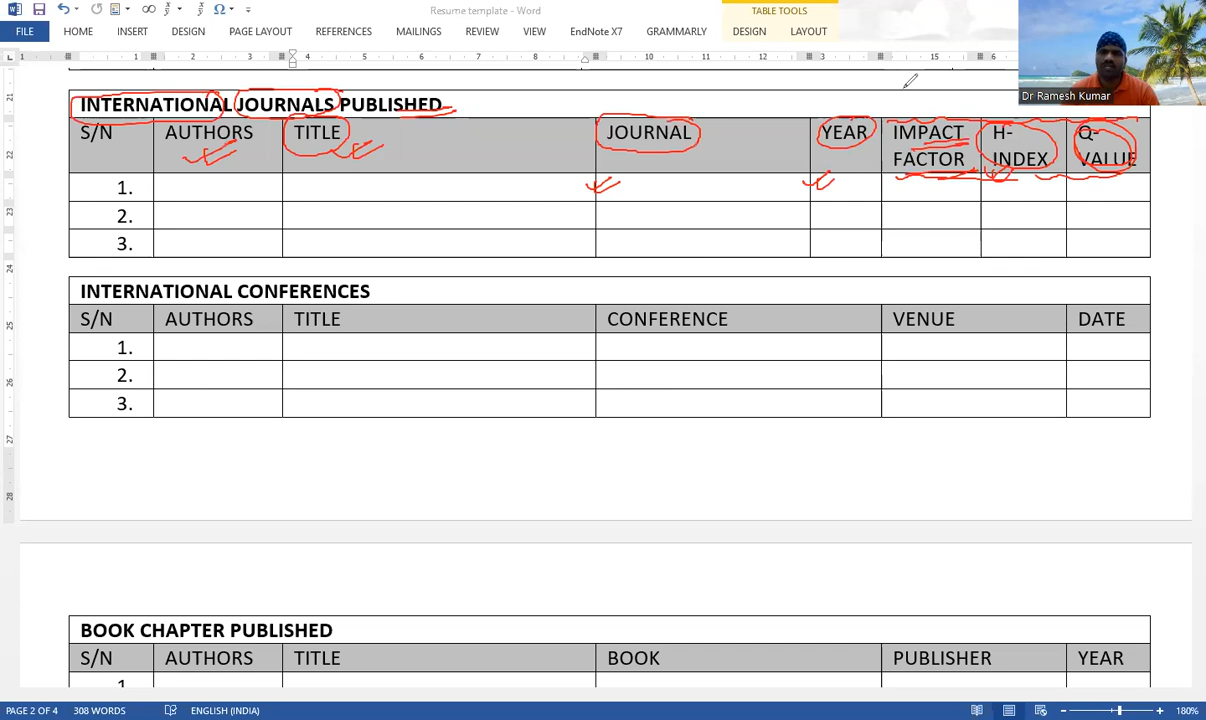 Resume template - Word
TABLE TOOLS
FILE HOME INSERT DESIGN PAGE LAYOUT REFERENCES MAILINGS REVIEW VIEW EndNote X7 GRAMMARLY DESIGN LAYOUT
Dr Ramesh Kumar
INTERNATIONAL JOURNALS PUBLISHED
S/N AUTHORS TITLE JOURNAL YEAR IMPACT FACTOR H-INDEX Q-VALUE
1.
2.
3.
INTERNATIONAL CONFERENCES
S/N AUTHORS TITLE CONFERENCE VENUE DATE
1.
2.
3.
BOOK CHAPTER PUBLISHED
S/N AUTHORS TITLE BOOK PUBLISHER YEAR
1.
PAGE 2 OF 4 308 WORDS ENGLISH (INDIA) 180%